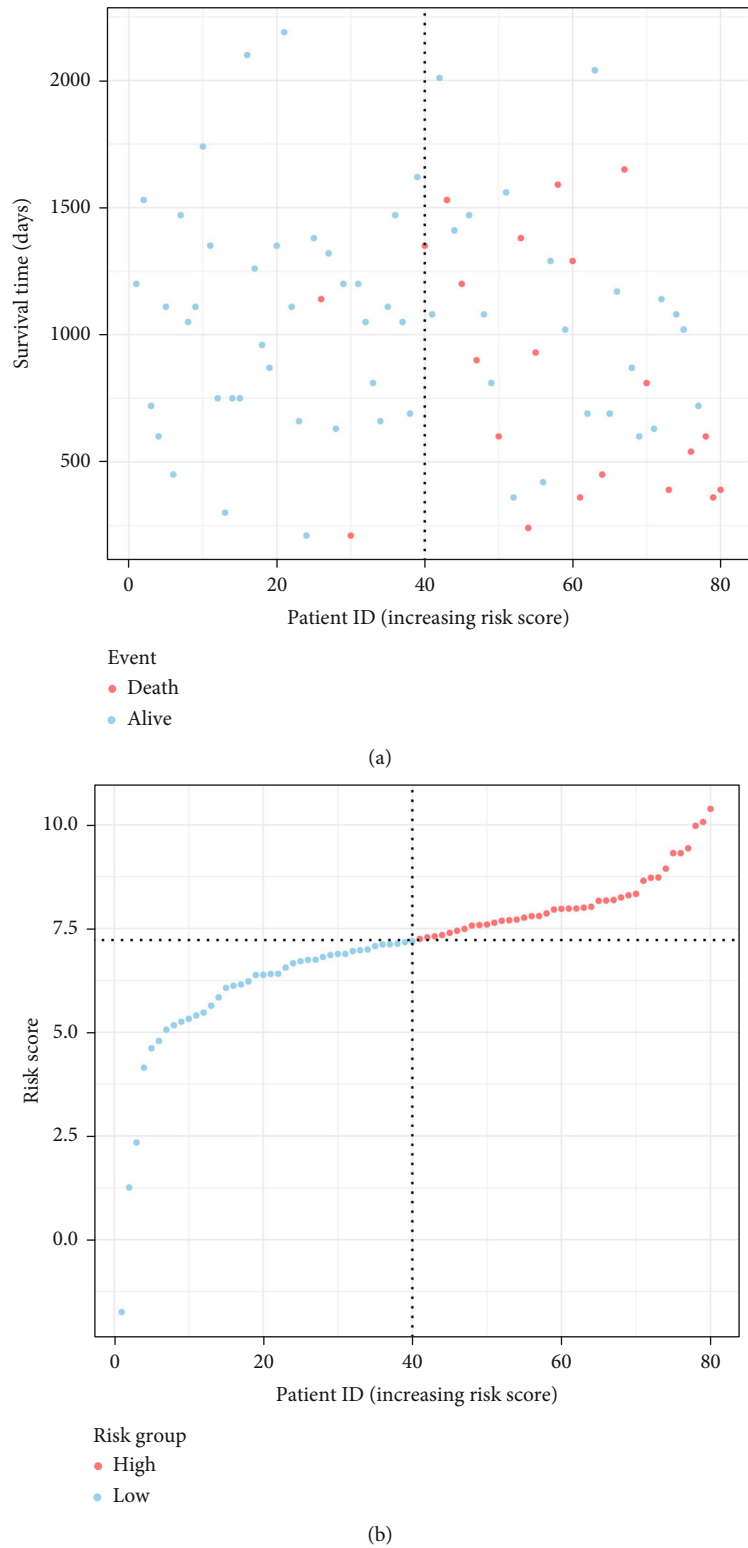 2000
1500
1000
500
Survival time (days)
0 20 40 60 80
Patient ID (increasing risk score)
Event
Death
Alive
(a)
10.0
7.5
5.0
2.5
0.0
Risk score
0 20 40 60 80
Patient ID (increasing risk score)
Risk group
High
Low
(b)